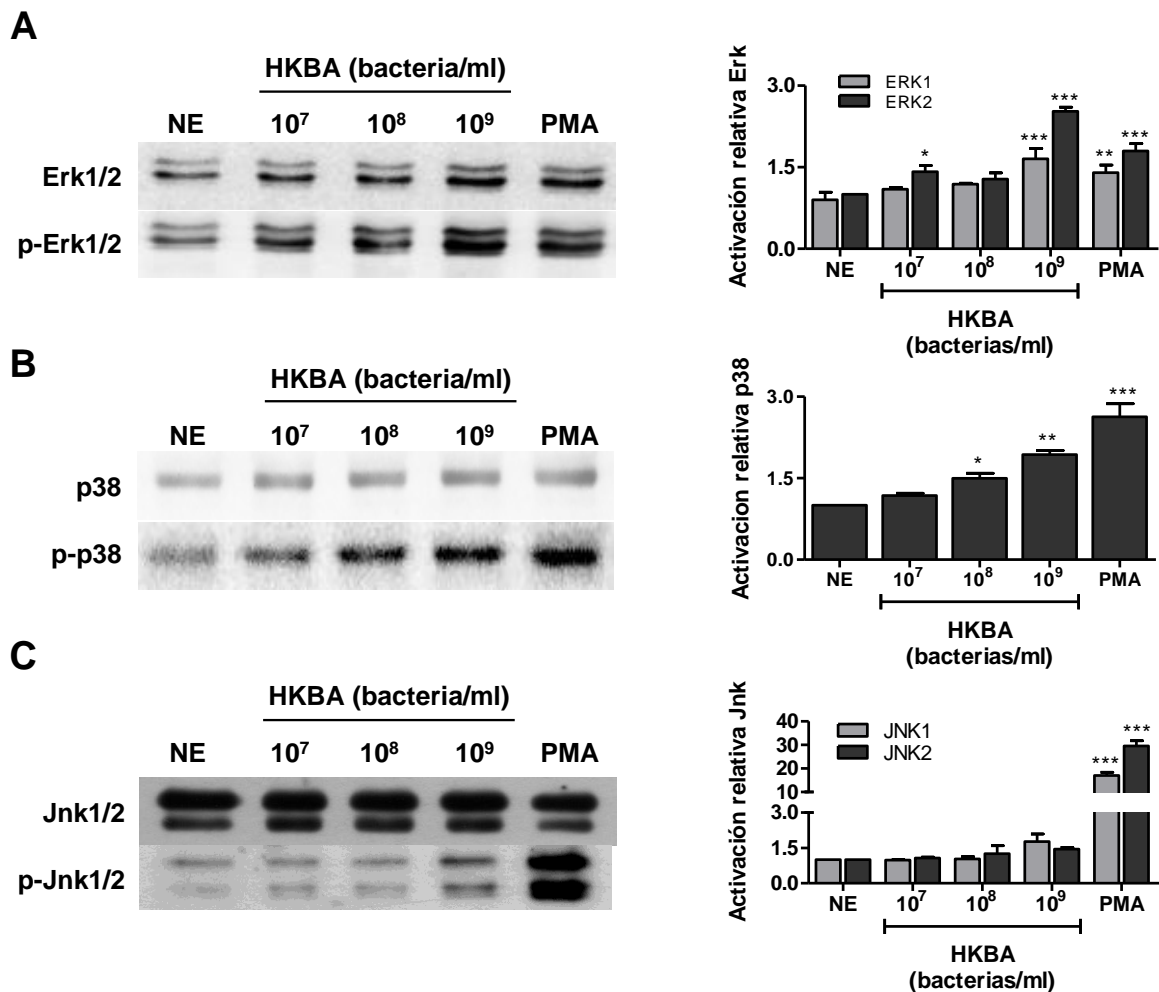 A
HKBA (bacteria/ml)
NE 10⁷ 10⁸ 10⁹ PMA
Erk1/2
p-Erk1/2
Activación relativa Erk
3.0
1.5
0.0
ERK1
ERK2
* *** *** ** ***
NE 10⁷ 10⁸ 10⁹ PMA
HKBA
(bacterias/ml)
B
HKBA (bacteria/ml)
NE 10⁷ 10⁸ 10⁹ PMA
p38
p-p38
Activacion relativa p38
3.0
1.5
0.0
* ** ***
NE 10⁷ 10⁸ 10⁹ PMA
HKBA
(bacterias/ml)
C
HKBA (bacteria/ml)
NE 10⁷ 10⁸ 10⁹ PMA
Jnk1/2
p-Jnk1/2
Activación relativa Jnk
40
30
20
10
3.0
1.5
0.0
JNK1
JNK2
*** ***
NE 10⁷ 10⁸ 10⁹ PMA
HKBA
(bacterias/ml)